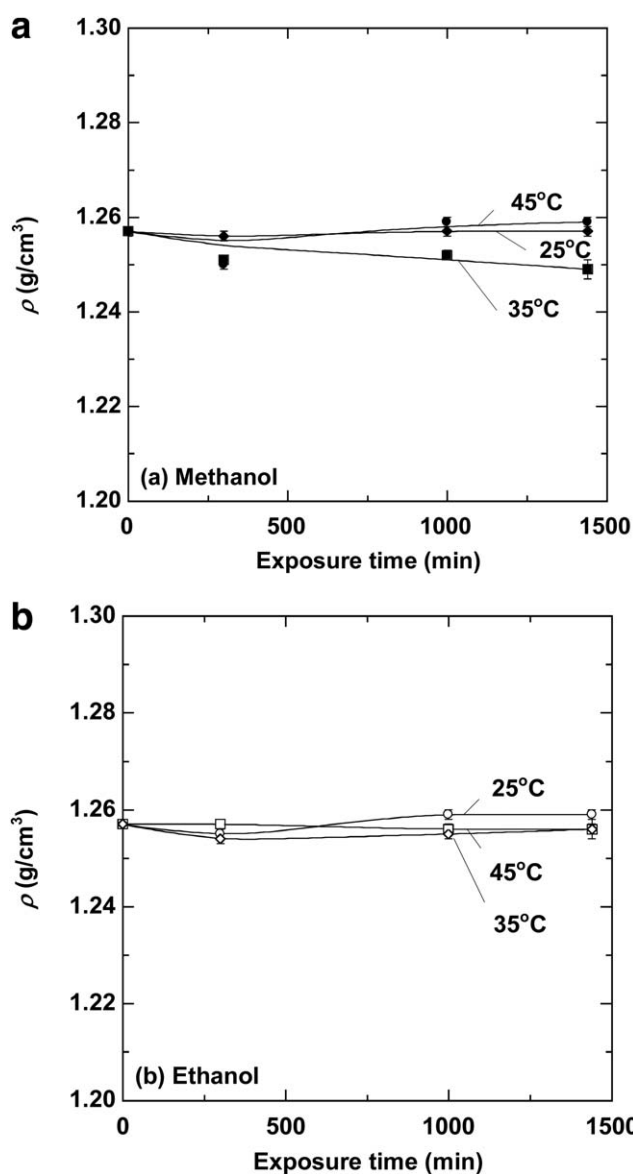 a
1.30
1.28
1.26
1.24
1.22
1.20
ρ (g/cm³)
45°C
25°C
35°C
(a) Methanol
0 500 1000 1500
Exposure time (min)
b
1.30
1.28
1.26
1.24
1.22
1.20
ρ (g/cm³)
25°C
45°C
35°C
(b) Ethanol
0 500 1000 1500
Exposure time (min)